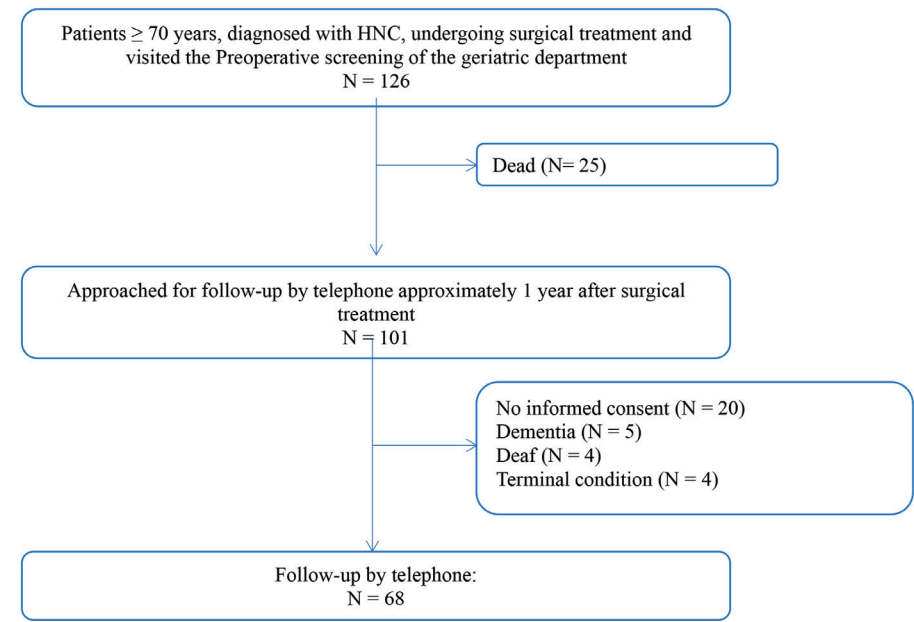 Patients ≥ 70 years, diagnosed with HNC, undergoing surgical treatment and
visited the Preoperative screening of the geriatric department
N = 126
Dead (N= 25)
Approached for follow-up by telephone approximately 1 year after surgical
treatment
N = 101
No informed consent (N = 20)
Dementia (N = 5)
Deaf (N = 4)
Terminal condition (N = 4)
Follow-up by telephone:
N = 68